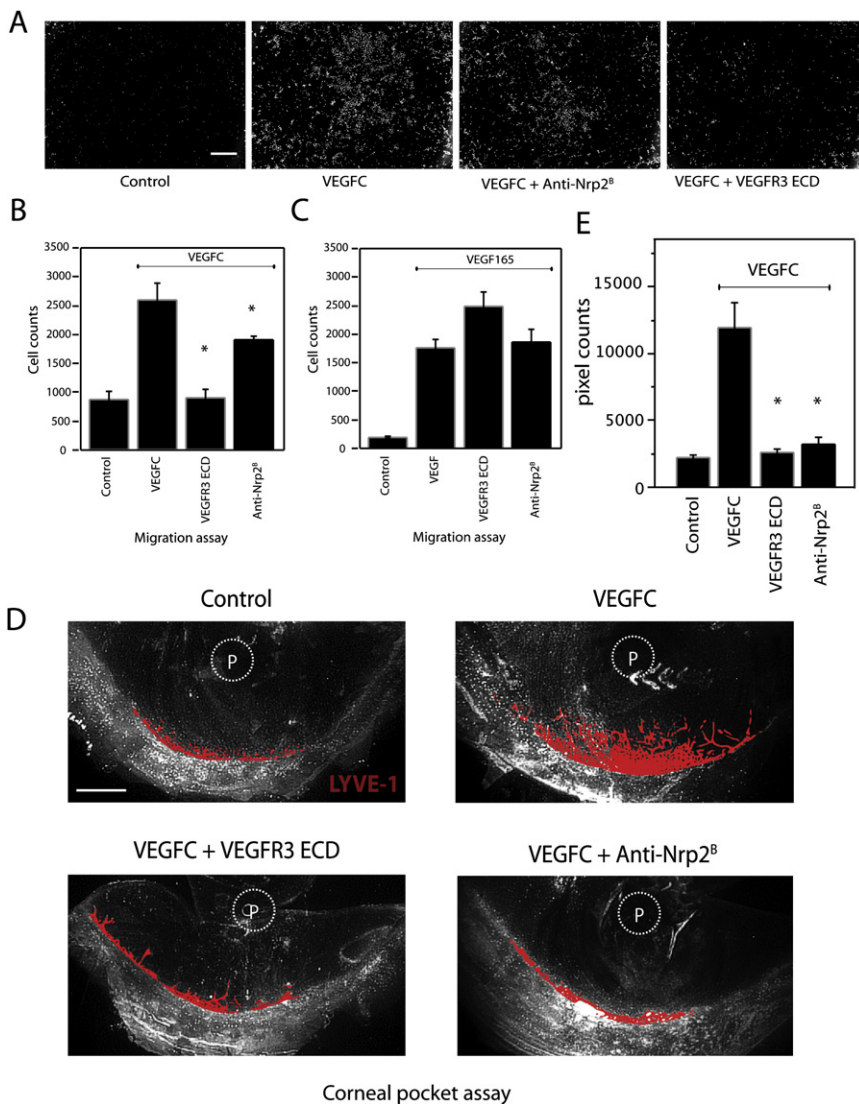 A
Control
VEGFC
VEGFC + Anti-Nrp2ᴮ
VEGFC + VEGFR3 ECD
B
VEGFC
Cell counts
3500
3000
2500
2000
1500
1000
500
0
*
*
Control
VEGFC
VEGFR3 ECD
Anti-Nrp2ᴮ
Migration assay
C
VEGF165
Cell counts
3500
3000
2500
2000
1500
1000
500
0
Control
VEGF
VEGFR3 ECD
Anti-Nrp2ᴮ
Migration assay
E
VEGFC
pixel counts
15000
10000
5000
0
*
*
Control
VEGFC
VEGFR3 ECD
Anti-Nrp2ᴮ
D
Control
P
LYVE-1
VEGFC
P
VEGFC + VEGFR3 ECD
P
VEGFC + Anti-Nrp2ᴮ
P
Corneal pocket assay